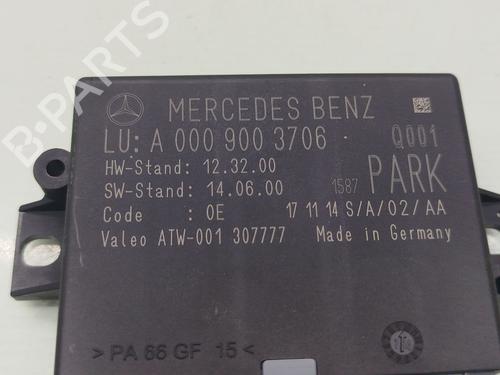 MERCEDES BENZ
LU: A 000 900 3706 Q001
HW-Stand: 12.32.00
SW-Stand: 14.06.00 1587 PARK
Code : 0E 17 11 14 S/A/02/AA
Valeo ATW-001 307777 Made in Germany
>PA 66 GF 15<
B-PARTS